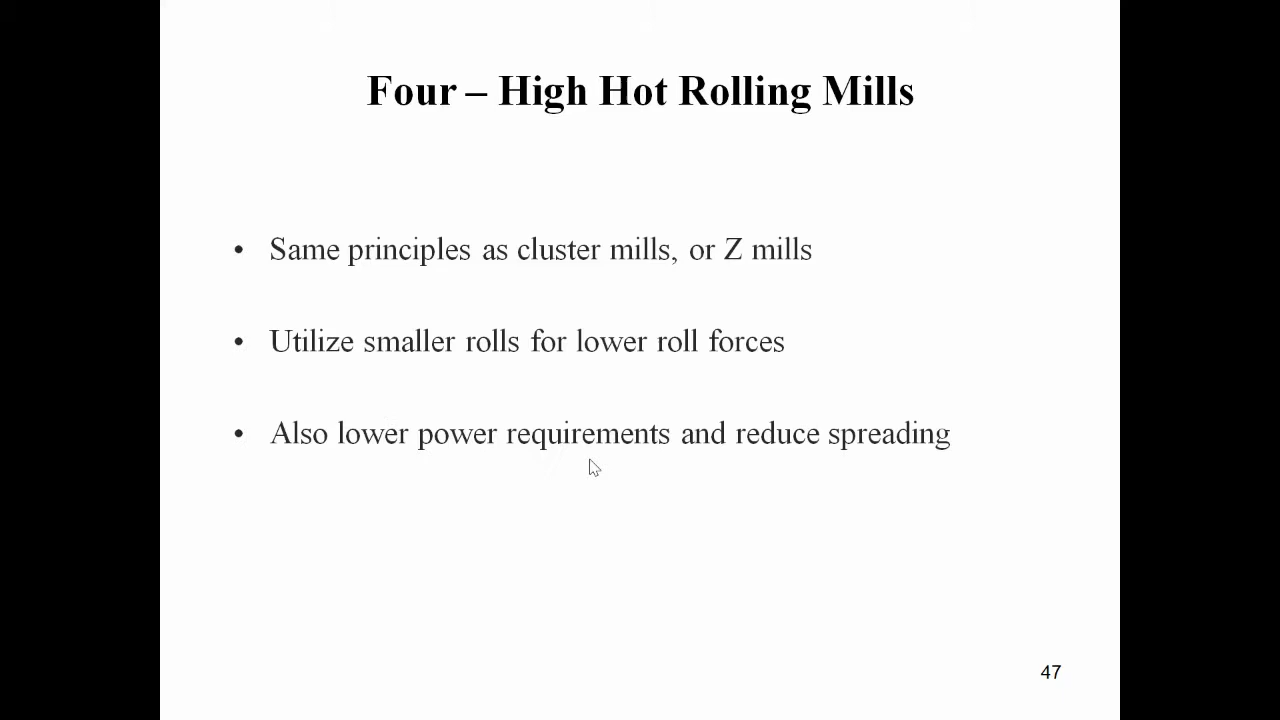 Four – High Hot Rolling Mills
• Same principles as cluster mills, or Z mills
• Utilize smaller rolls for lower roll forces
• Also lower power requirements and reduce spreading
47